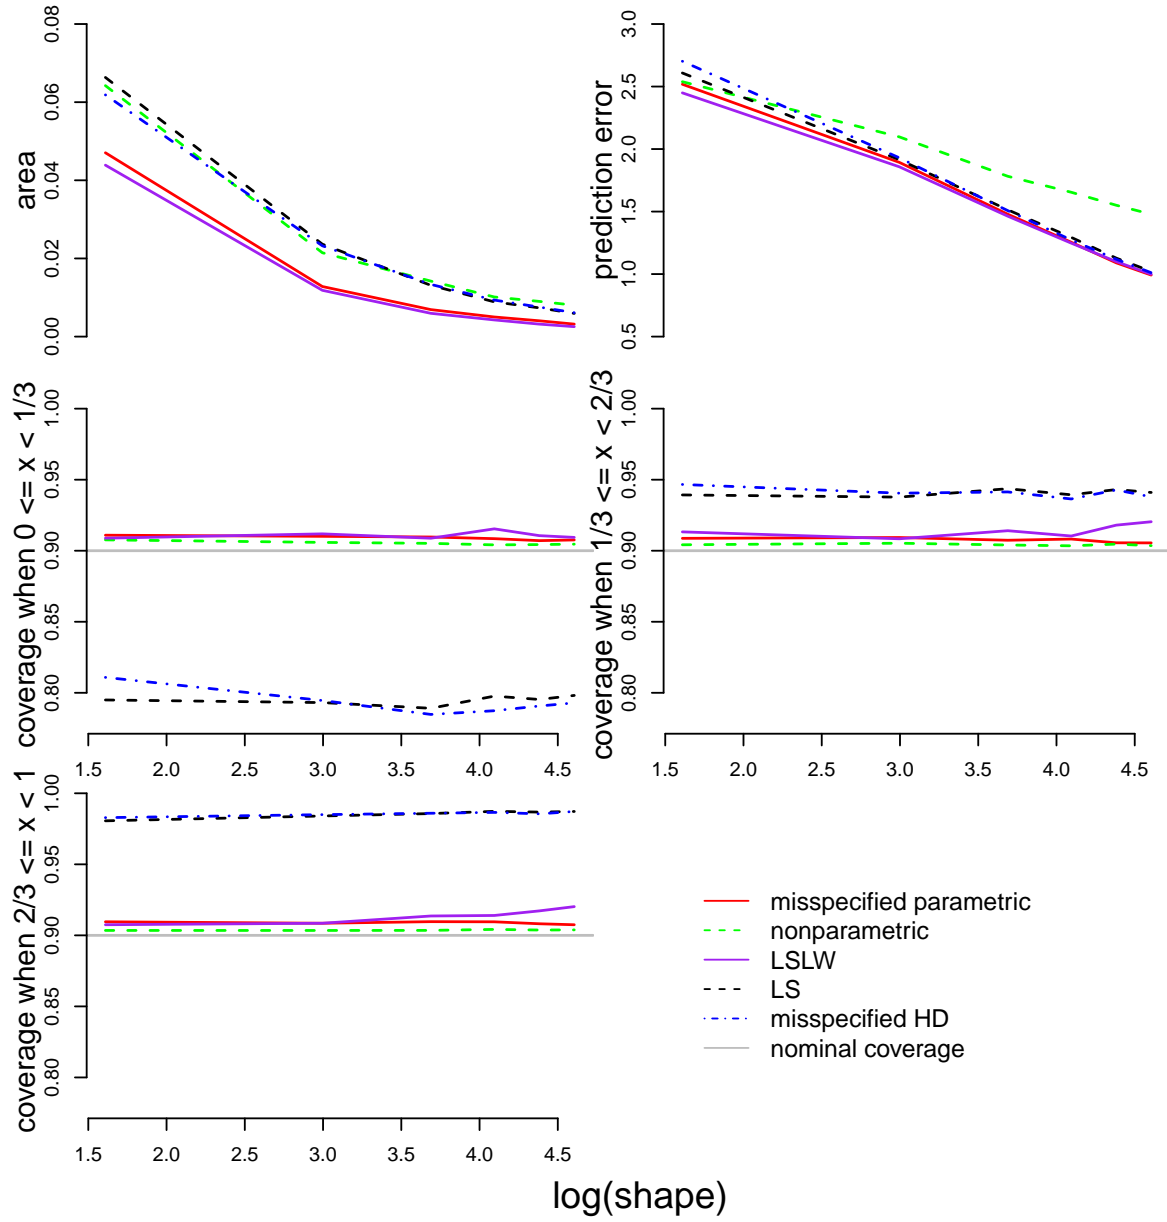 area
0.00 0.02 0.04 0.06 0.08
prediction error
0.5 1.0 1.5 2.0 2.5 3.0
coverage when 0 <= x < 1/3
0.80 0.85 0.90 0.95 1.00
1.5 2.0 2.5 3.0 3.5 4.0 4.5
coverage when 1/3 <= x < 2/3
0.80 0.85 0.90 0.95 1.00
1.5 2.0 2.5 3.0 3.5 4.0 4.5
coverage when 2/3 <= x < 1
0.80 0.85 0.90 0.95 1.00
1.5 2.0 2.5 3.0 3.5 4.0 4.5
misspecified parametric
nonparametric
LSLW
LS
misspecified HD
nominal coverage
log(shape)